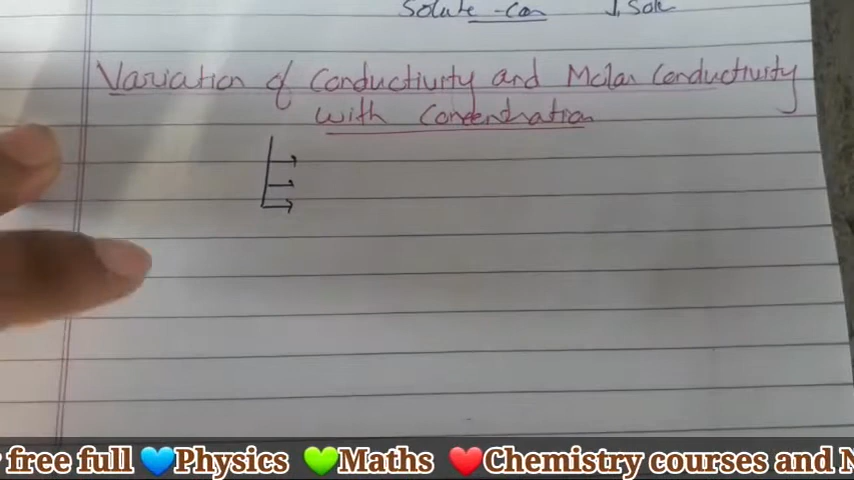 Solute - Con
Variation of Conductivity and Molar Conductivity
with Concentration
free full 💙Physics 💚Maths ❤️Chemistry courses and N